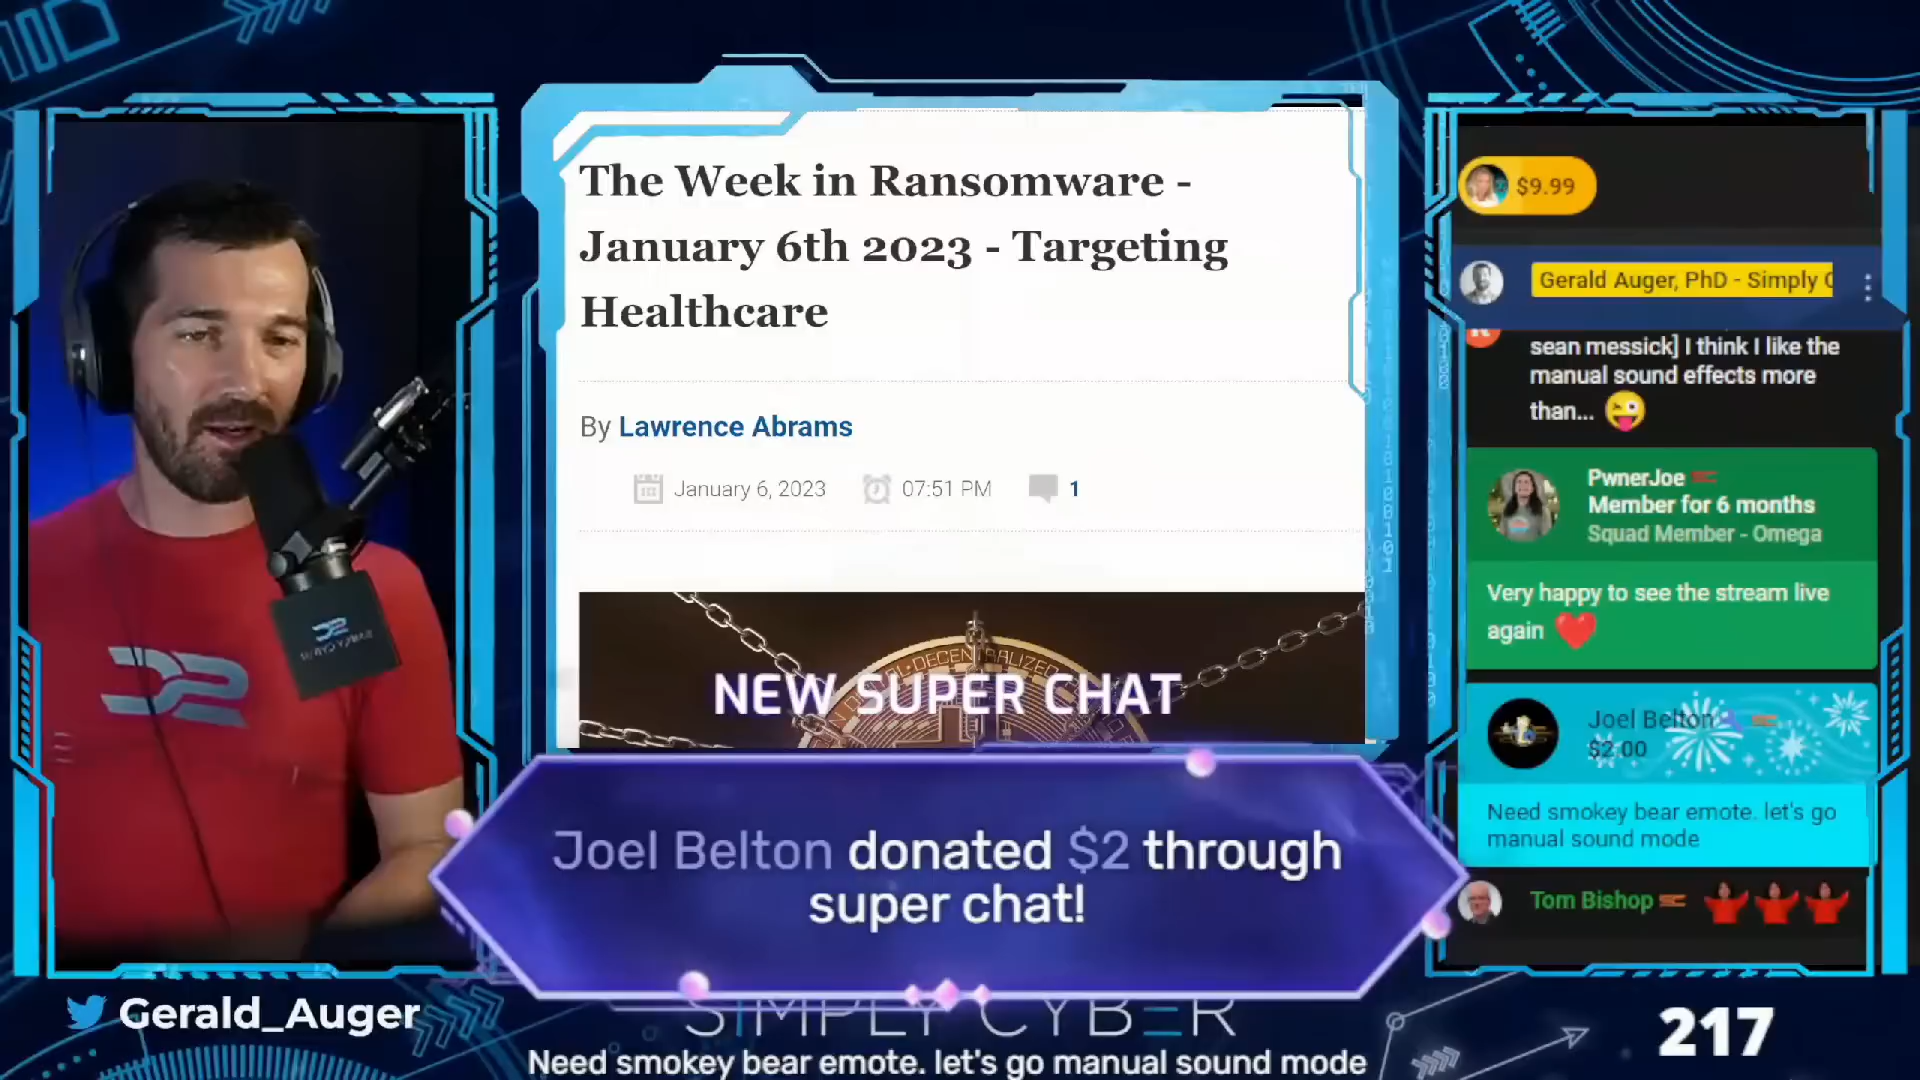 The Week in Ransomware -
January 6th 2023 - Targeting
Healthcare
By Lawrence Abrams
January 6, 2023 07:51 PM 1
DECENTRALIZED
NEW SUPER CHAT
Joel Belton donated $2 through
super chat!
SIMPLY CYBER
Need smokey bear emote. let's go manual sound mode
Gerald_Auger
$9.99
Gerald Auger, PhD - Simply C
sean messick] I think I like the
manual sound effects more
than...
PwnerJoe
Member for 6 months
Squad Member - Omega
Very happy to see the stream live
again
Joel Belton
$2.00
Need smokey bear emote. let's go
manual sound mode
Tom Bishop
217